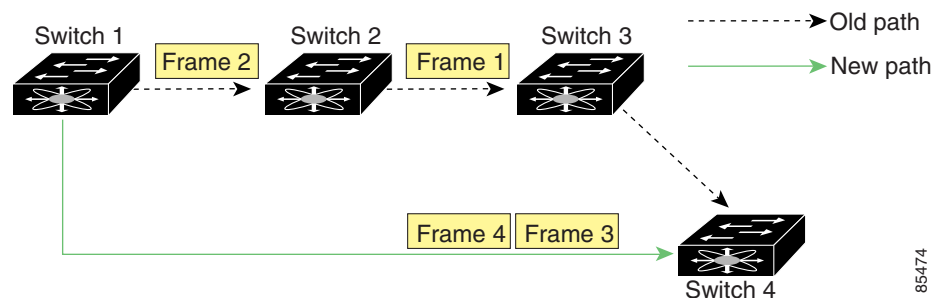 Switch 1
Switch 2
Switch 3
Old path
Frame 2
Frame 1
New path
Frame 4
Frame 3
Switch 4
85474